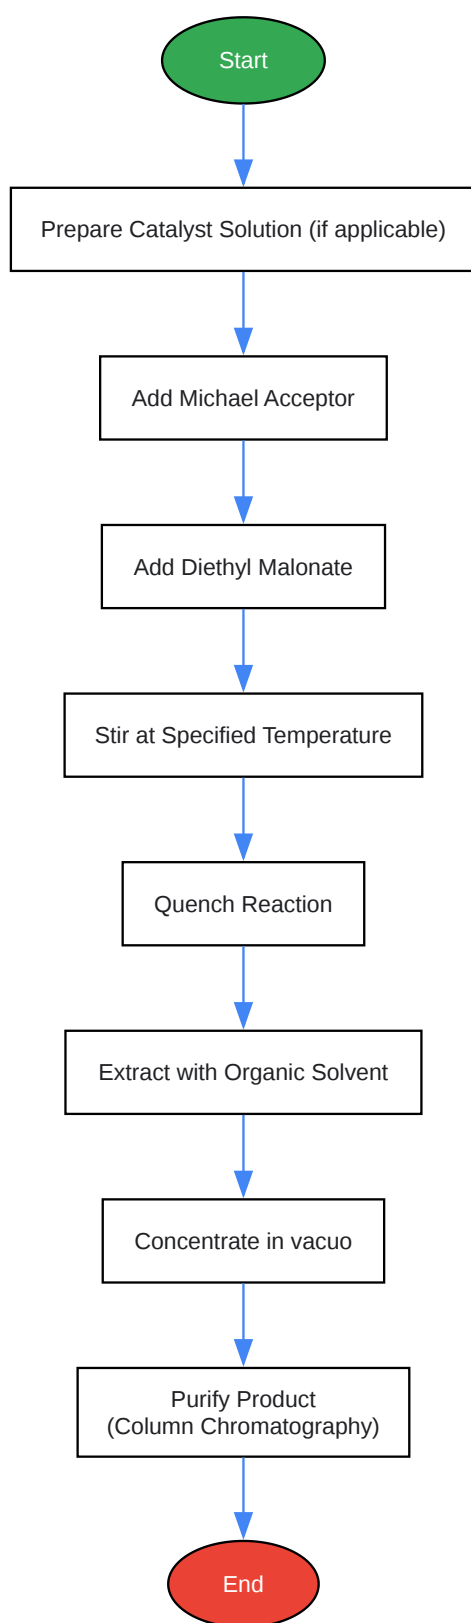 Start
Prepare Catalyst Solution (if applicable)
Add Michael Acceptor
Add Diethyl Malonate
Stir at Specified Temperature
Quench Reaction
Extract with Organic Solvent
Concentrate in vacuo
Purify Product
(Column Chromatography)
End